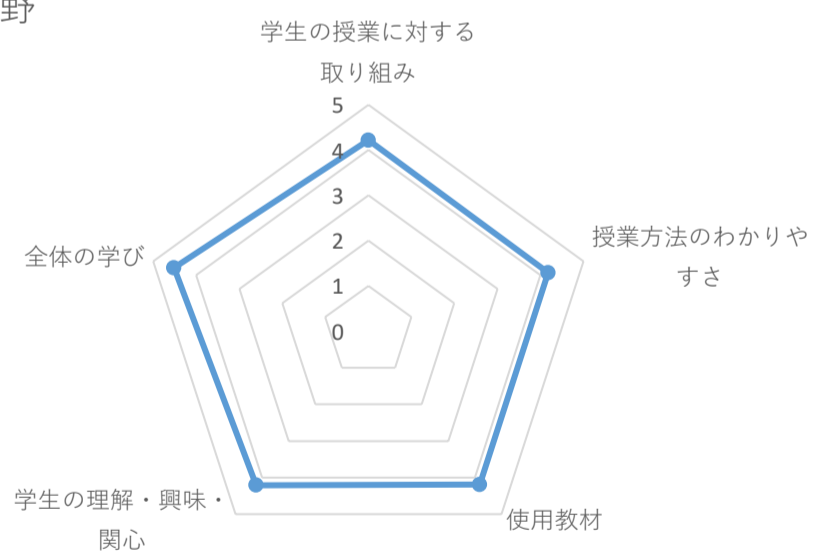 野
学生の授業に対する
取り組み
5
4
3
2
1
0
授業方法のわかりや
すさ
使用教材
学生の理解・興味・
関心
全体の学び